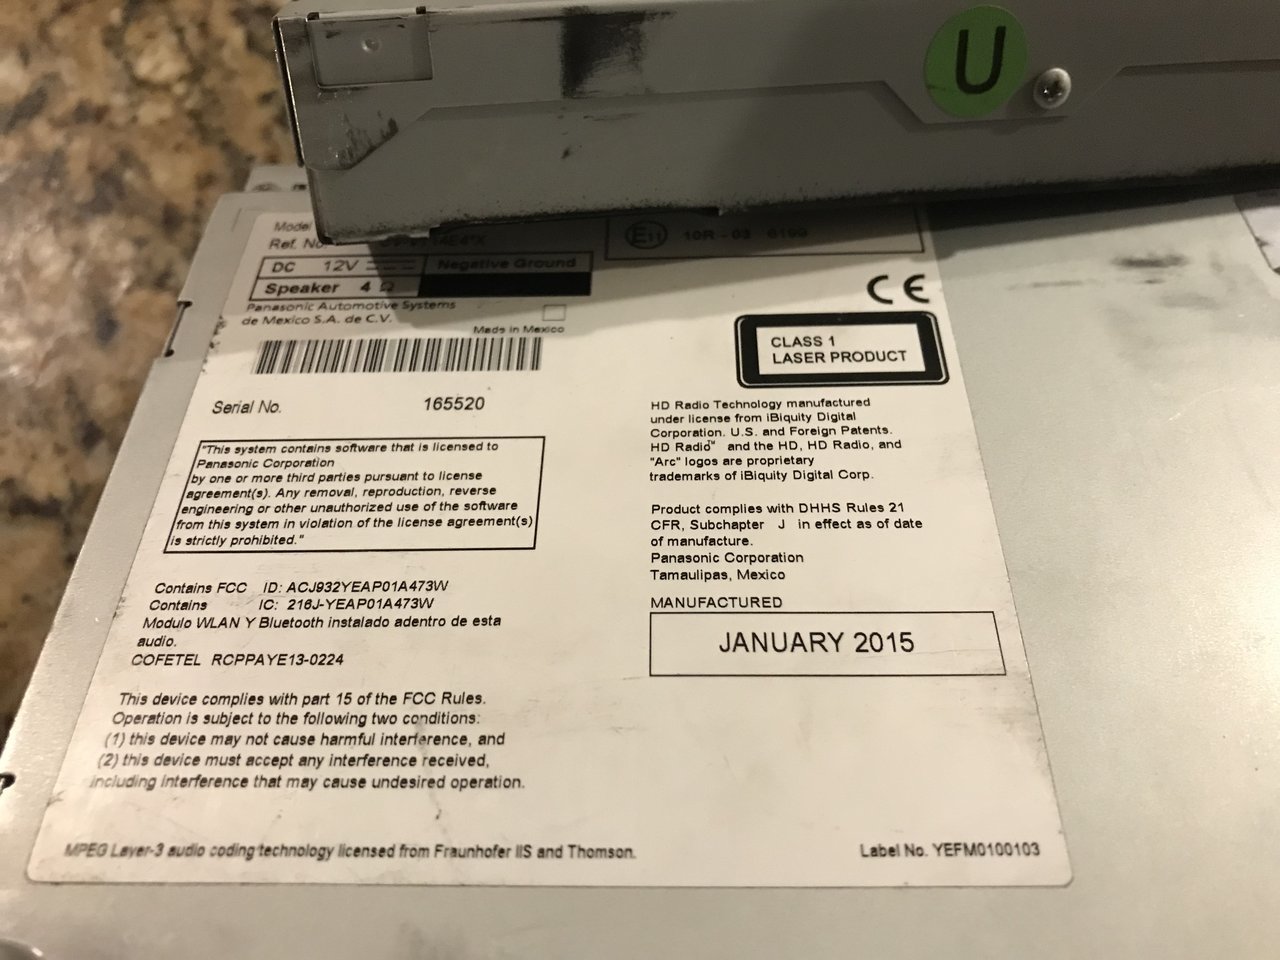 U
Model
Ref. No.
DC 12V Negative Ground
Speaker 4 Ω
Panasonic Automotive Systems
de Mexico S.A. de C.V.
Made in Mexico
E11 10R - 03 6199
CE
CLASS 1
LASER PRODUCT
Serial No. 165520
"This system contains software that is licensed to
Panasonic Corporation
by one or more third parties pursuant to license
agreement(s). Any removal, reproduction, reverse
engineering or other unauthorized use of the software
from this system in violation of the license agreement(s)
is strictly prohibited."
Contains FCC ID: ACJ932YEAP01A473W
Contains IC: 216J-YEAP01A473W
Modulo WLAN Y Bluetooth instalado adentro de esta
audio.
COFETEL RCPPAYE13-0224
This device complies with part 15 of the FCC Rules.
Operation is subject to the following two conditions:
(1) this device may not cause harmful interference, and
(2) this device must accept any interference received,
including interference that may cause undesired operation.
HD Radio Technology manufactured
under license from iBiquity Digital
Corporation. U.S. and Foreign Patents.
HD Radio™ and the HD, HD Radio, and
"Arc" logos are proprietary
trademarks of iBiquity Digital Corp.
Product complies with DHHS Rules 21
CFR, Subchapter J in effect as of date
of manufacture.
Panasonic Corporation
Tamaulipas, Mexico
MANUFACTURED
JANUARY 2015
MPEG Layer-3 audio coding technology licensed from Fraunhofer IIS and Thomson.
Label No. YEFM0100103